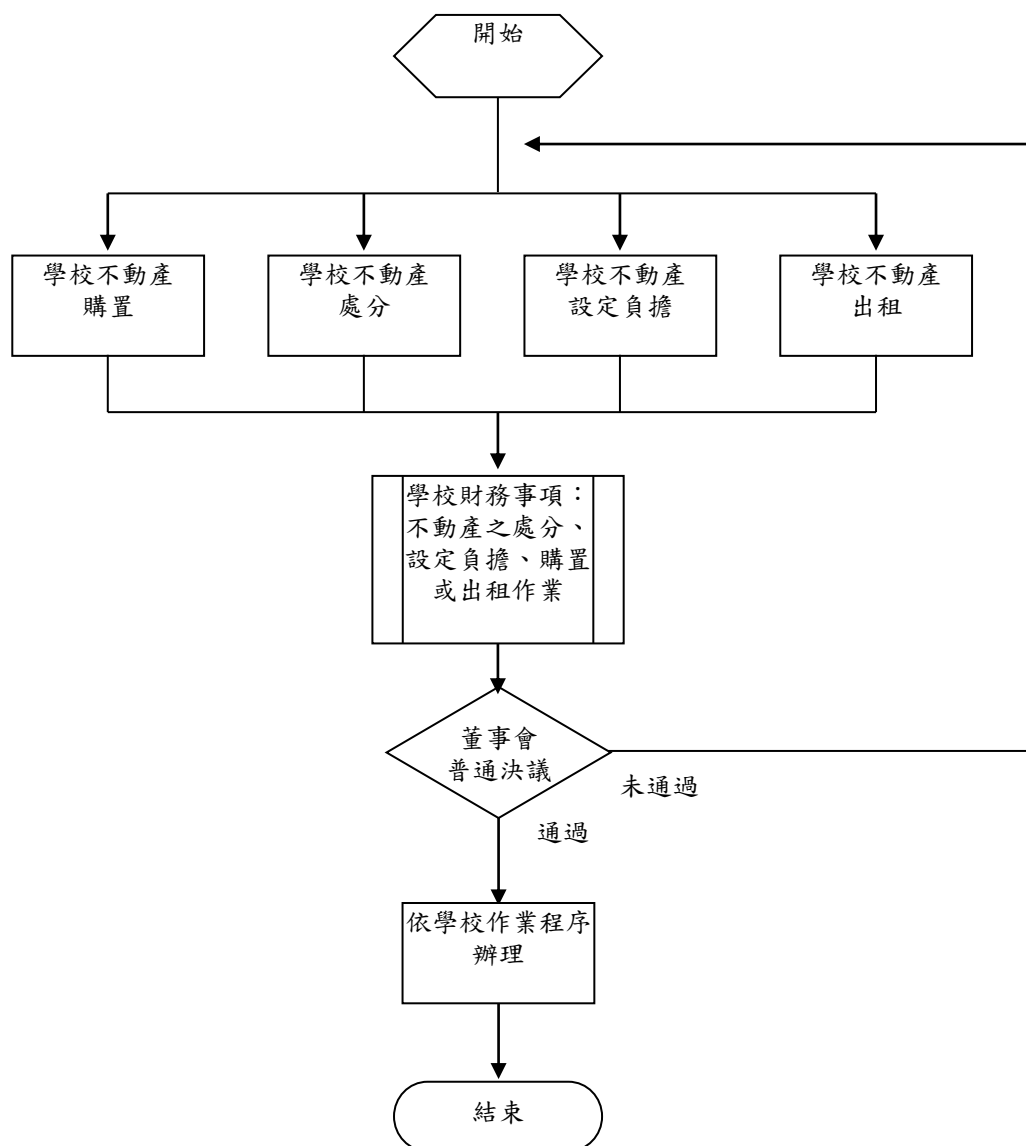 開始
學校不動產
購置
學校不動產
處分
學校不動產
設定負擔
學校不動產
出租
學校財務事項：
不動產之處分、
設定負擔、購置
或出租作業
董事會
普通決議
未通過
通過
依學校作業程序
辦理
結束